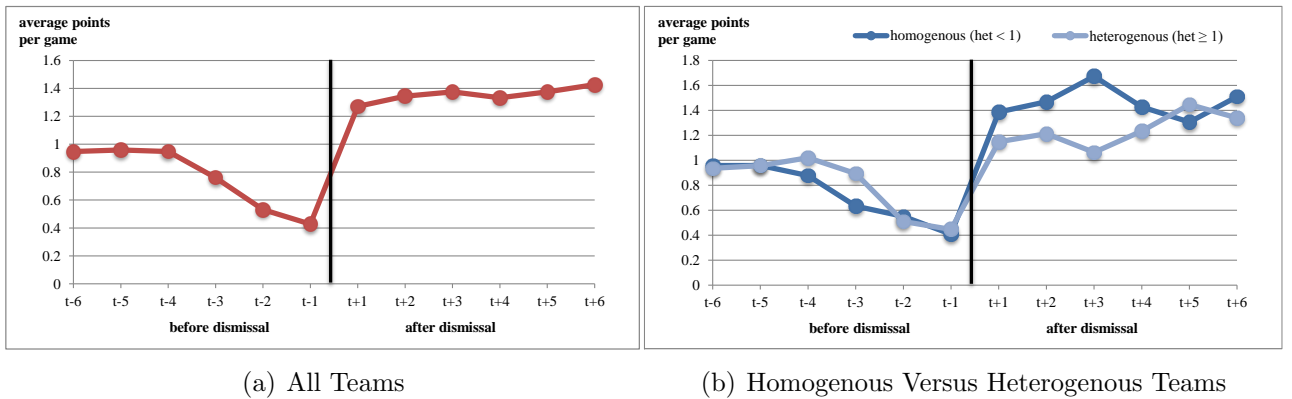 average points
per game
1.6
1.4
1.2
1
0.8
0.6
0.4
0.2
0
t-6 t-5 t-4 t-3 t-2 t-1 t+1 t+2 t+3 t+4 t+5 t+6
before dismissal after dismissal
(a) All Teams
average points
per game
homogenous (het < 1) heterogenous (het ≥ 1)
1.8
1.6
1.4
1.2
1
0.8
0.6
0.4
0.2
0
t-6 t-5 t-4 t-3 t-2 t-1 t+1 t+2 t+3 t+4 t+5 t+6
before dismissal after dismissal
(b) Homogenous Versus Heterogenous Teams